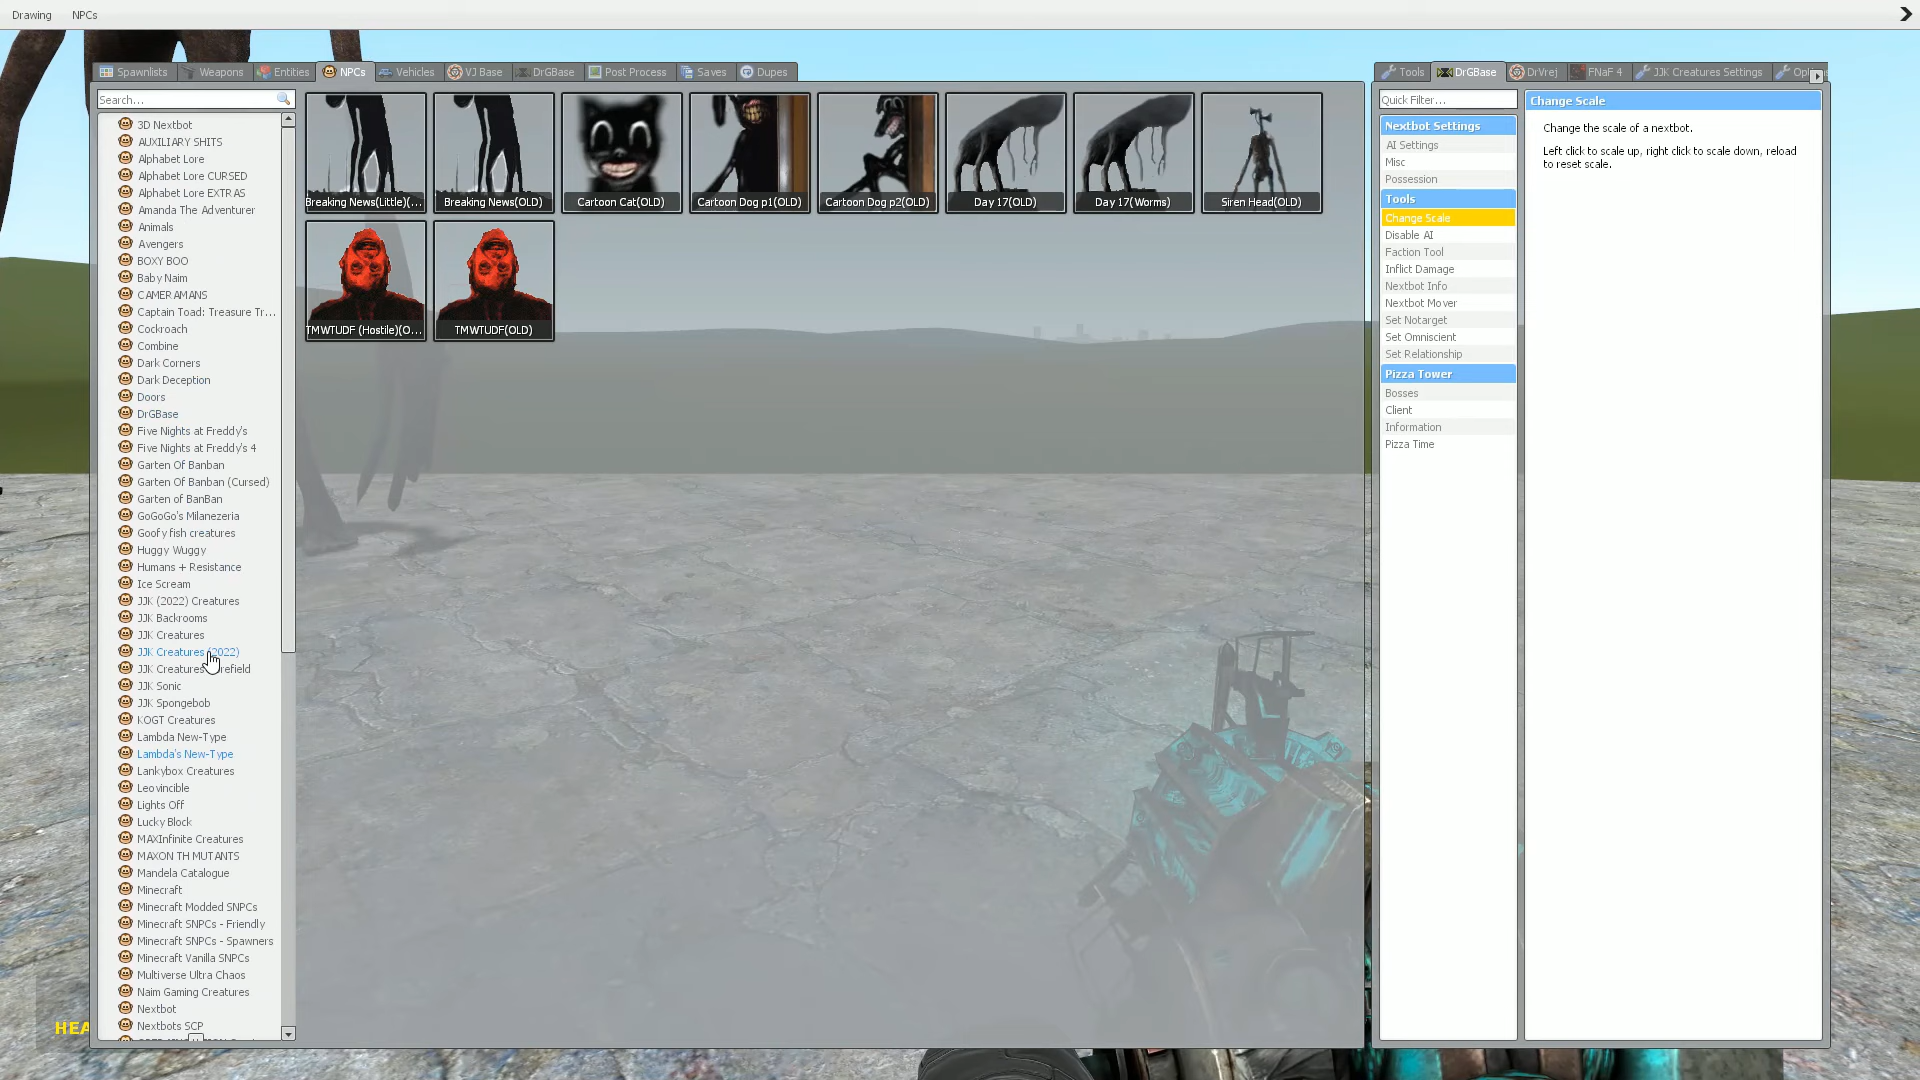 Drawing NPCs
Spawnlists Weapons Entities NPCs Vehicles VJ Base DrGBase Post Process Saves Dupes
Tools DrGBase DrVrej FNaF 4 JJK Creatures Settings
Search...
3D Nextbot
AUXILIARY SHITS
Alphabet Lore
Alphabet Lore CURSED
Alphabet Lore EXTRAS
Amanda The Adventurer
Animals
Avengers
BOXY BOO
Baby Naim
CAMERAMANS
Captain Toad: Treasure Tr...
Cockroach
Combine
Dark Corners
Dark Deception
Doors
DrGBase
Five Nights at Freddy's
Five Nights at Freddy's 4
Garten Of Banban
Garten Of Banban (Cursed)
Garten of BanBan
GoGoGo's Milanezeria
Goofy fish creatures
Huggy Wuggy
Humans + Resistance
Ice Scream
JJK (2022) Creatures
JJK Backrooms
JJK Creatures
JJK Creatures (2022)
JJK Creatures
JJK Sonic
JJK Spongebob
KOGT Creatures
Lambda New-Type
Lambda's New-Type
Lankybox Creatures
Leovincible
Lights Off
Lucky Block
MAXInfinite Creatures
MAXON TH MUTANTS
Mandela Catalogue
Minecraft
Minecraft Modded SNPCs
Minecraft SNPCs - Friendly
Minecraft SNPCs - Spawners
Minecraft Vanilla SNPCs
Multiverse Ultra Chaos
Naim Gaming Creatures
Nextbot
Nextbots SCP
Breaking News(Little)(...
Breaking News(OLD)
Cartoon Cat(OLD)
Cartoon Dog p1(OLD)
Cartoon Dog p2(OLD)
Day 17(OLD)
Day 17(Worms)
Siren Head(OLD)
TMWTUDF (Hostile)(O...
TMWTUDF(OLD)
Quick Filter...
Nextbot Settings
AI Settings
Misc
Possession
Tools
Change Scale
Disable AI
Faction Tool
Inflict Damage
Nextbot Info
Nextbot Mover
Set Notarget
Set Omniscient
Set Relationship
Pizza Tower
Bosses
Client
Information
Pizza Time
Change Scale
Change the scale of a nextbot.
Left click to scale up, right click to scale down, reload
to reset scale.
HEA